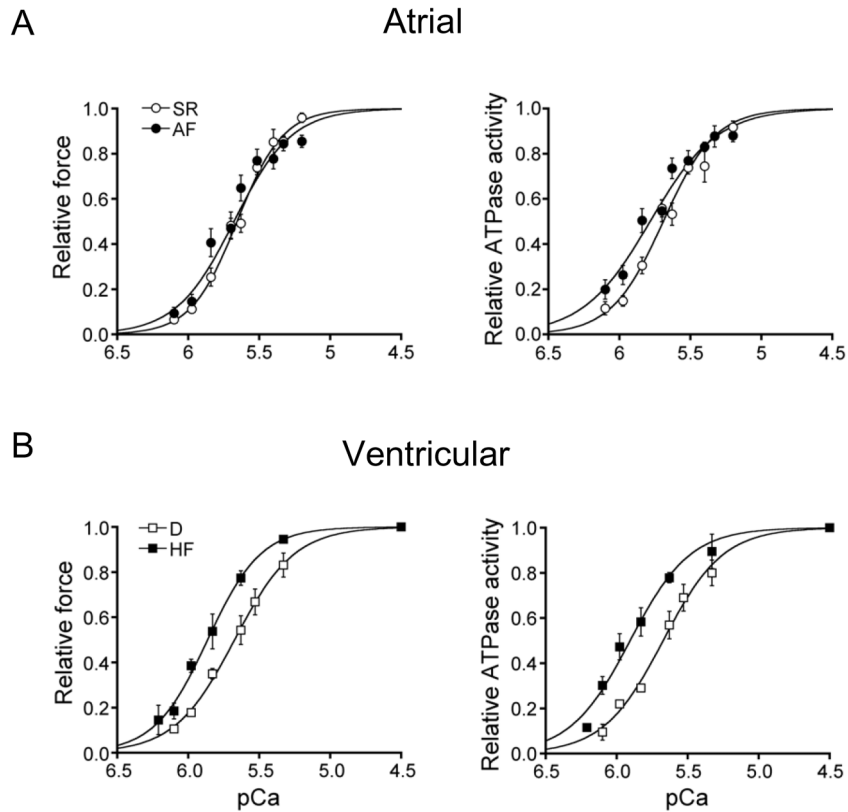 A
Atrial
SR
AF
Relative force
1.0
0.8
0.6
0.4
0.2
0.0
6.5 6 5.5 5 4.5
Relative ATPase activity
1.0
0.8
0.6
0.4
0.2
0.0
6.5 6 5.5 5 4.5
B
Ventricular
D
HF
Relative force
1.0
0.8
0.6
0.4
0.2
0.0
6.5 6.0 5.5 5.0 4.5
pCa
Relative ATPase activity
1.0
0.8
0.6
0.4
0.2
0.0
6.5 6.0 5.5 5.0 4.5
pCa